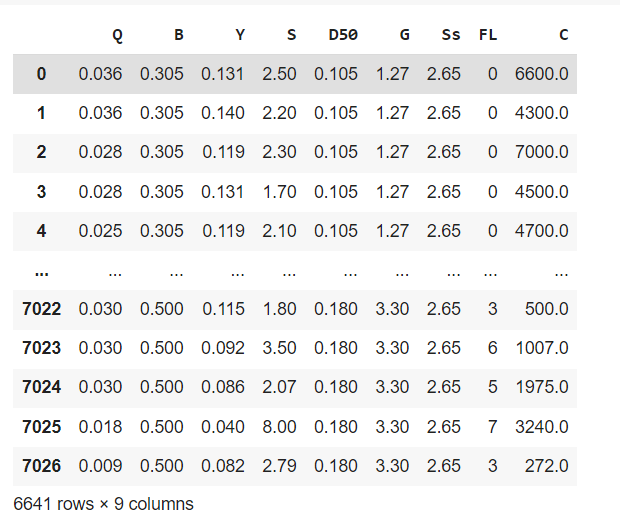 Q B Y S D50 G Ss FL C
0 0.036 0.305 0.131 2.50 0.105 1.27 2.65 0 6600.0
1 0.036 0.305 0.140 2.20 0.105 1.27 2.65 0 4300.0
2 0.028 0.305 0.119 2.30 0.105 1.27 2.65 0 7000.0
3 0.028 0.305 0.131 1.70 0.105 1.27 2.65 0 4500.0
4 0.025 0.305 0.119 2.10 0.105 1.27 2.65 0 4700.0
... ... ... ... ... ... ... ... ... ...
7022 0.030 0.500 0.115 1.80 0.180 3.30 2.65 3 500.0
7023 0.030 0.500 0.092 3.50 0.180 3.30 2.65 6 1007.0
7024 0.030 0.500 0.086 2.07 0.180 3.30 2.65 5 1975.0
7025 0.018 0.500 0.040 8.00 0.180 3.30 2.65 7 3240.0
7026 0.009 0.500 0.082 2.79 0.180 3.30 2.65 3 272.0
6641 rows × 9 columns